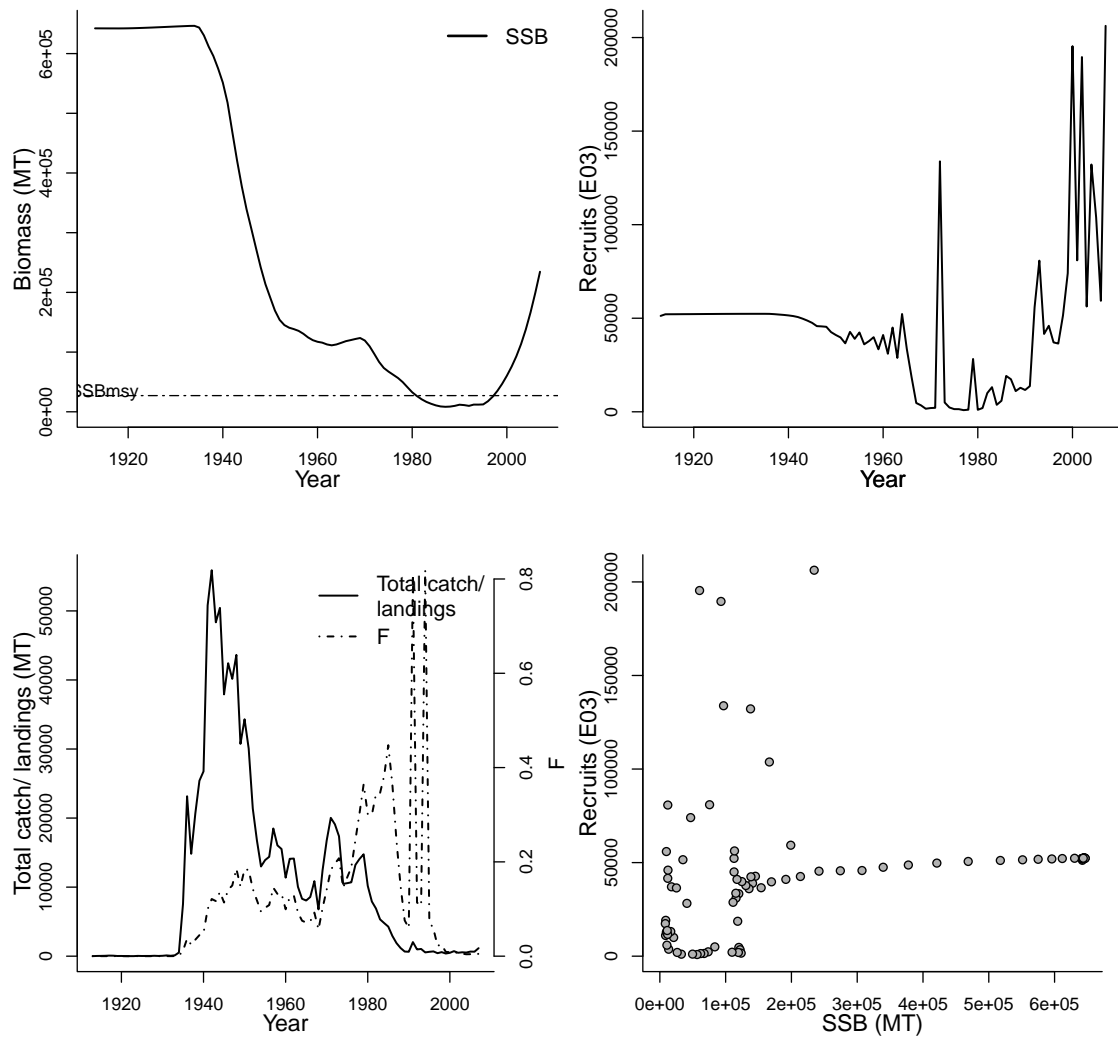 SSB
Biomass (MT)
6e+05
4e+05
2e+05
0e+00
SSBmsy
1920 1940 1960 1980 2000
Year
Recruits (E03)
200000
150000
100000
50000
0
1920 1940 1960 1980 2000
Year
Total catch/
landings
F
Total catch/ landings (MT)
50000
40000
30000
20000
10000
0
0.8
0.6
0.4
0.2
0.0
F
1920 1940 1960 1980 2000
Year
Recruits (E03)
200000
150000
100000
50000
0
0e+00 1e+05 2e+05 3e+05 4e+05 5e+05 6e+05
SSB (MT)